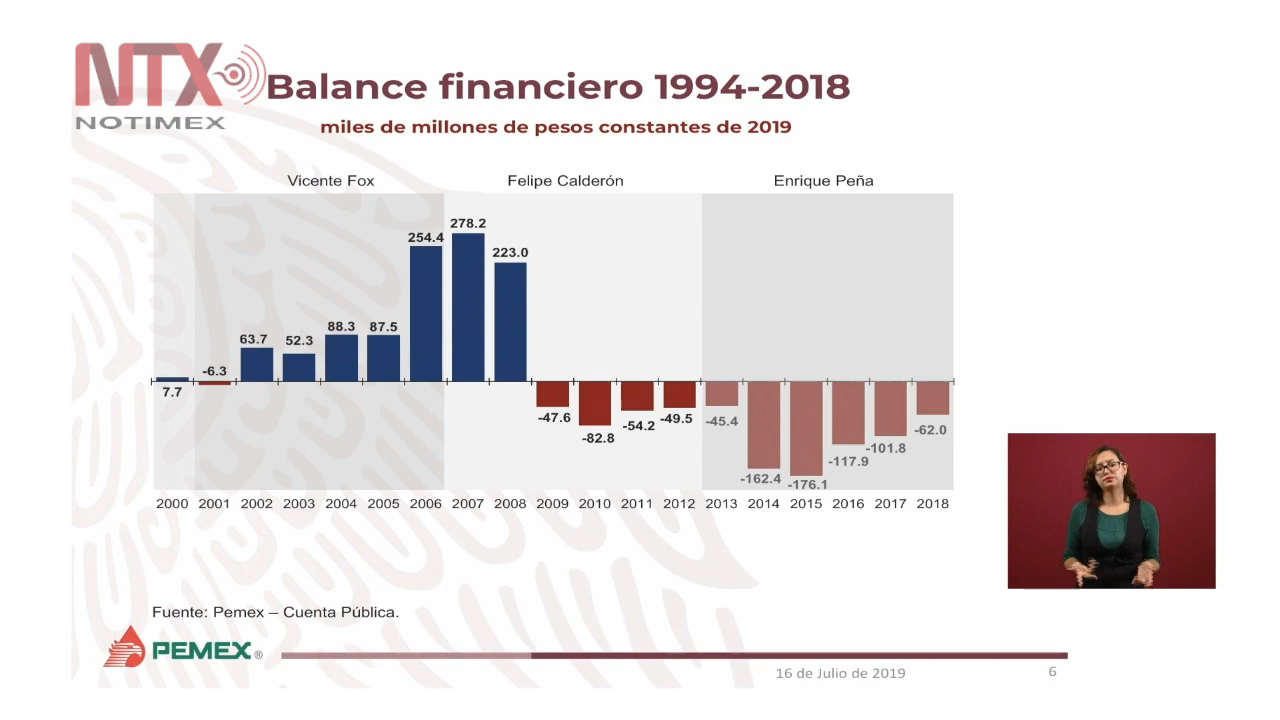 NTX
NOTIMEX
Balance financiero 1994-2018
miles de millones de pesos constantes de 2019
Vicente Fox Felipe Calderón Enrique Peña
7.7 -6.3 63.7 52.3 88.3 87.5 254.4 278.2 223.0 -47.6 -82.8 -54.2 -49.5 -45.4 -162.4 -176.1 -117.9 -101.8 -62.0
2000 2001 2002 2003 2004 2005 2006 2007 2008 2009 2010 2011 2012 2013 2014 2015 2016 2017 2018
Fuente: Pemex – Cuenta Pública.
PEMEX®
16 de Julio de 2019 6